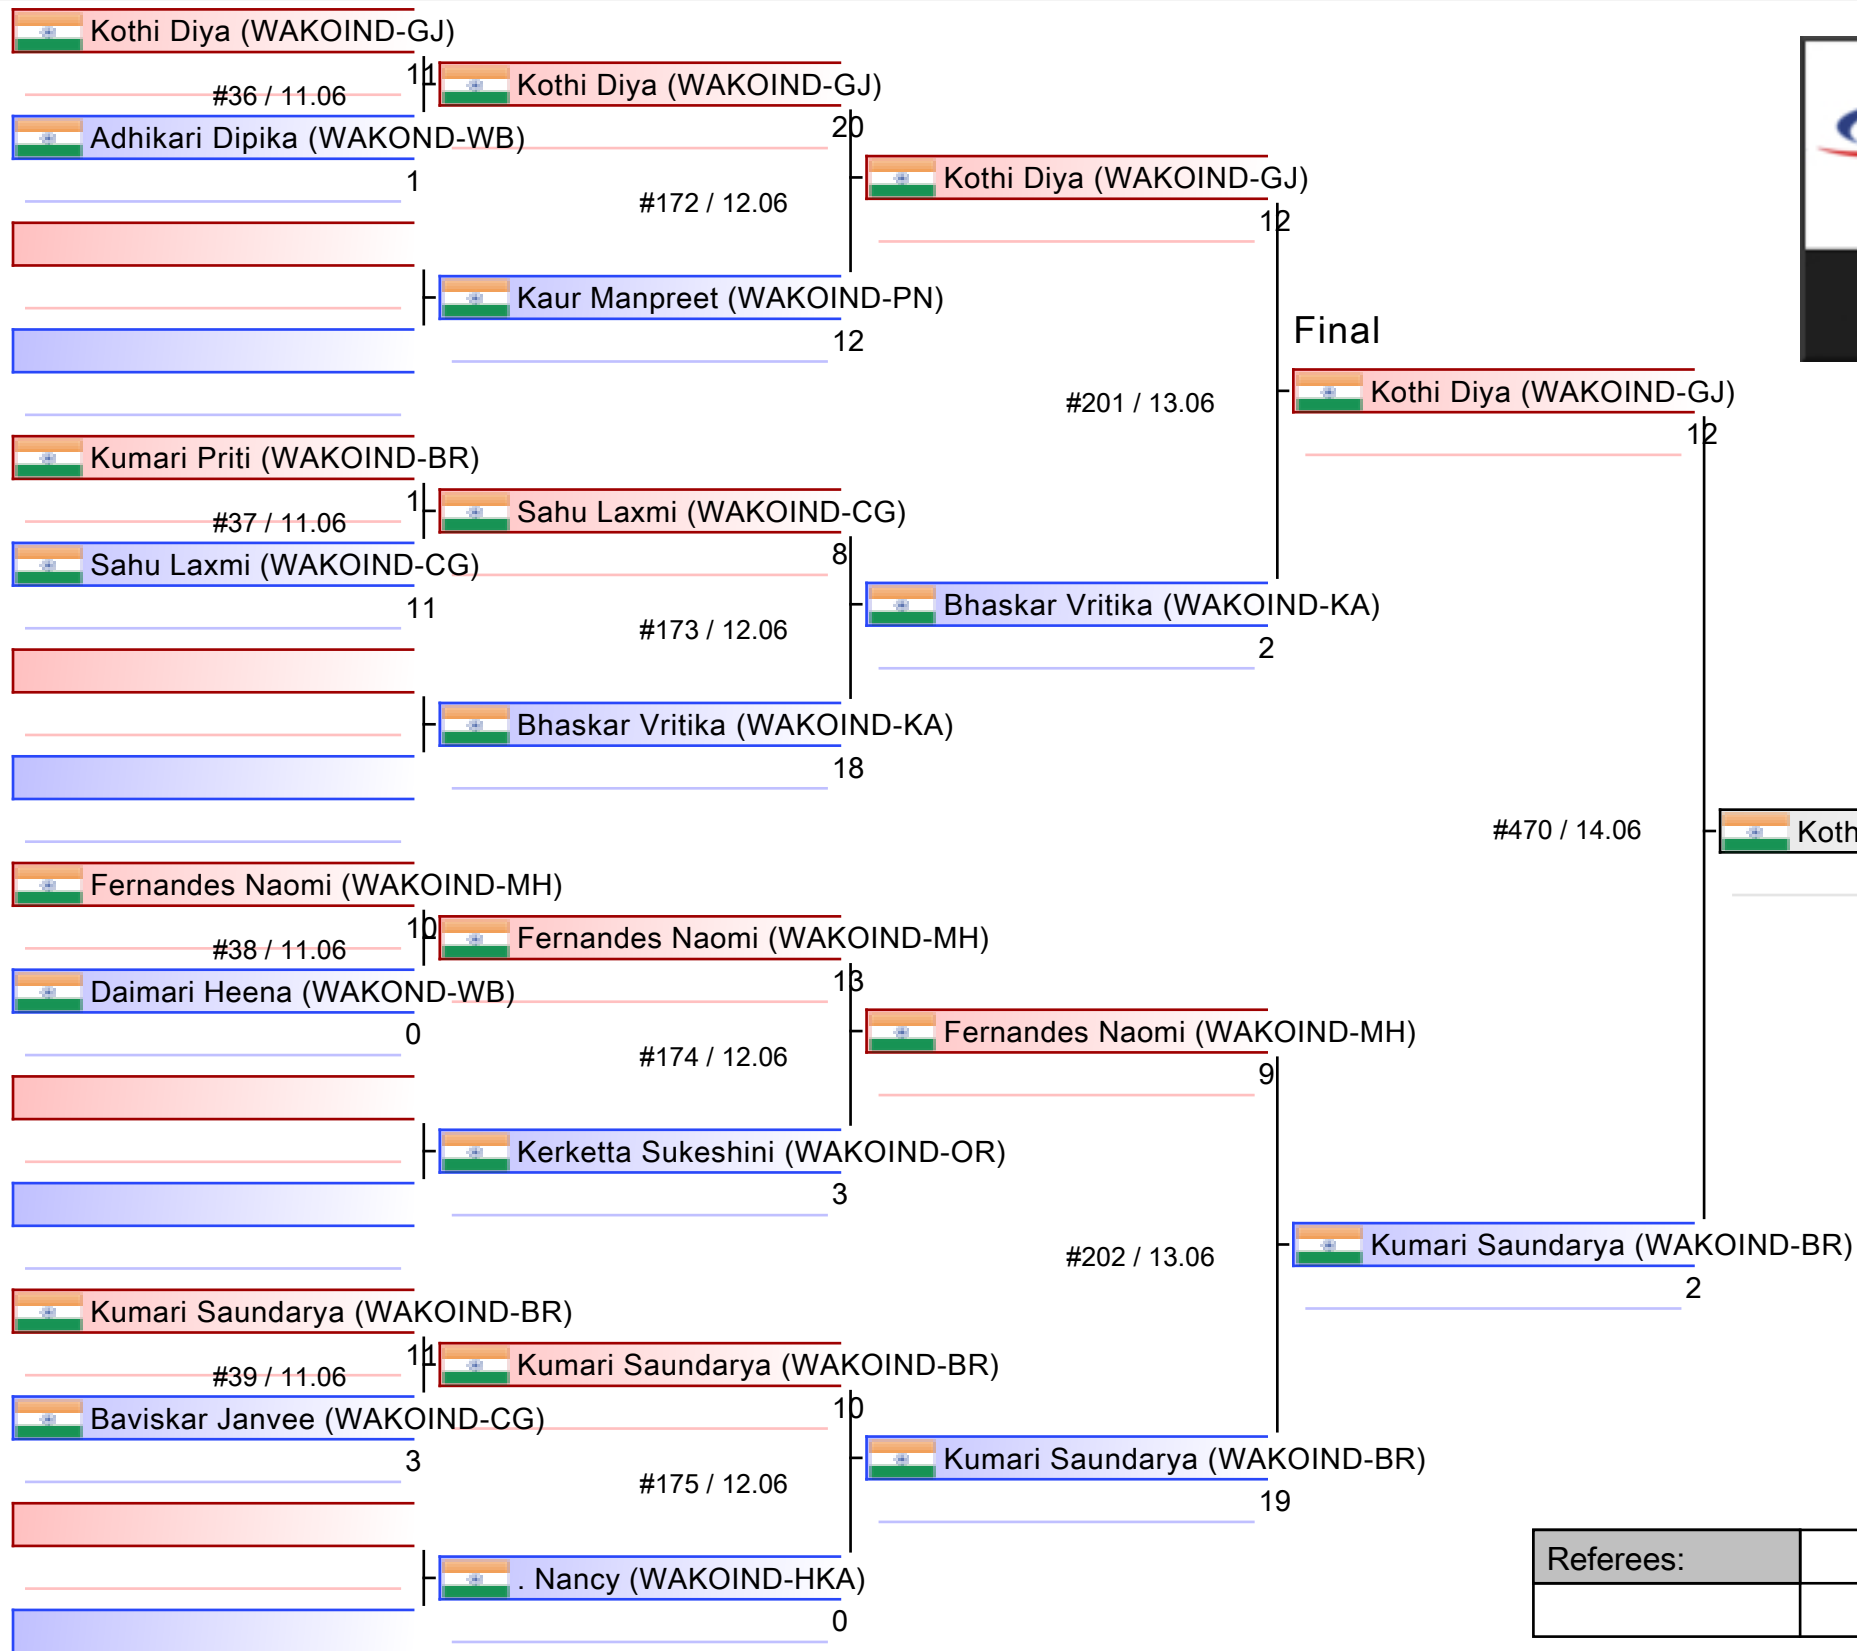 Kothi Diya (WAKOIND-GJ)
11
#36 / 11.06
Adhikari Dipika (WAKOND-WB)
1
Kothi Diya (WAKOIND-GJ)
20
#172 / 12.06
Kaur Manpreet (WAKOIND-PN)
12
Kumari Priti (WAKOIND-BR)
1
#37 / 11.06
Sahu Laxmi (WAKOIND-CG)
11
Sahu Laxmi (WAKOIND-CG)
8
#173 / 12.06
Bhaskar Vritika (WAKOIND-KA)
18
Kothi Diya (WAKOIND-GJ)
12
#201 / 13.06
Bhaskar Vritika (WAKOIND-KA)
2
Fernandes Naomi (WAKOIND-MH)
10
#38 / 11.06
Daimari Heena (WAKOND-WB)
0
Fernandes Naomi (WAKOIND-MH)
13
#174 / 12.06
Kerketta Sukeshini (WAKOIND-OR)
3
Kumari Saundarya (WAKOIND-BR)
11
#39 / 11.06
Baviskar Janvee (WAKOIND-CG)
3
Kumari Saundarya (WAKOIND-BR)
10
#175 / 12.06
. Nancy (WAKOIND-HKA)
0
Fernandes Naomi (WAKOIND-MH)
9
#202 / 13.06
Kumari Saundarya (WAKOIND-BR)
19
Final
Kothi Diya (WAKOIND-GJ)
12
#470 / 14.06
Kumari Saundarya (WAKOIND-BR)
2
Koth
Referees: